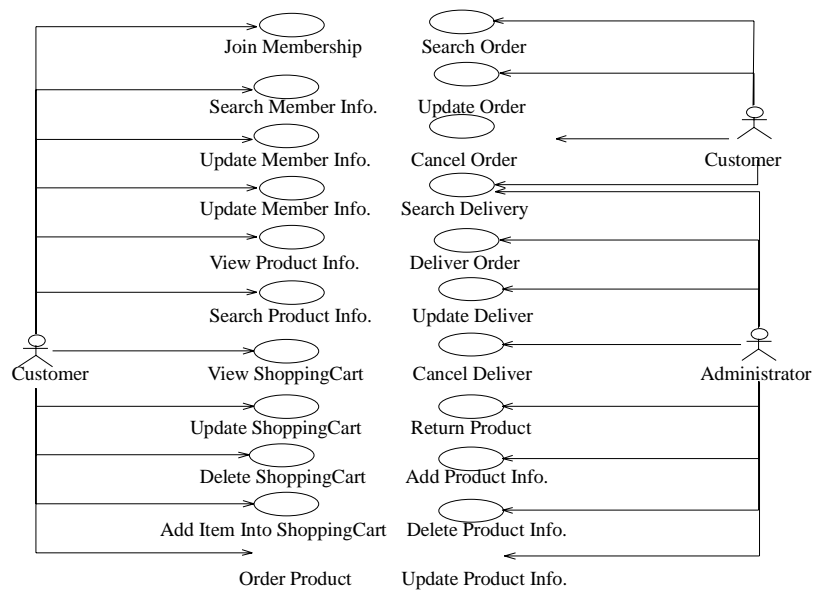 Join Membership
Search Order
Search Member Info.
Update Order
Update Member Info.
Cancel Order
Customer
Update Member Info.
Search Delivery
View Product Info.
Deliver Order
Search Product Info.
Update Deliver
Customer
View ShoppingCart
Cancel Deliver
Administrator
Update ShoppingCart
Return Product
Delete ShoppingCart
Add Product Info.
Add Item Into ShoppingCart
Delete Product Info.
Order Product
Update Product Info.